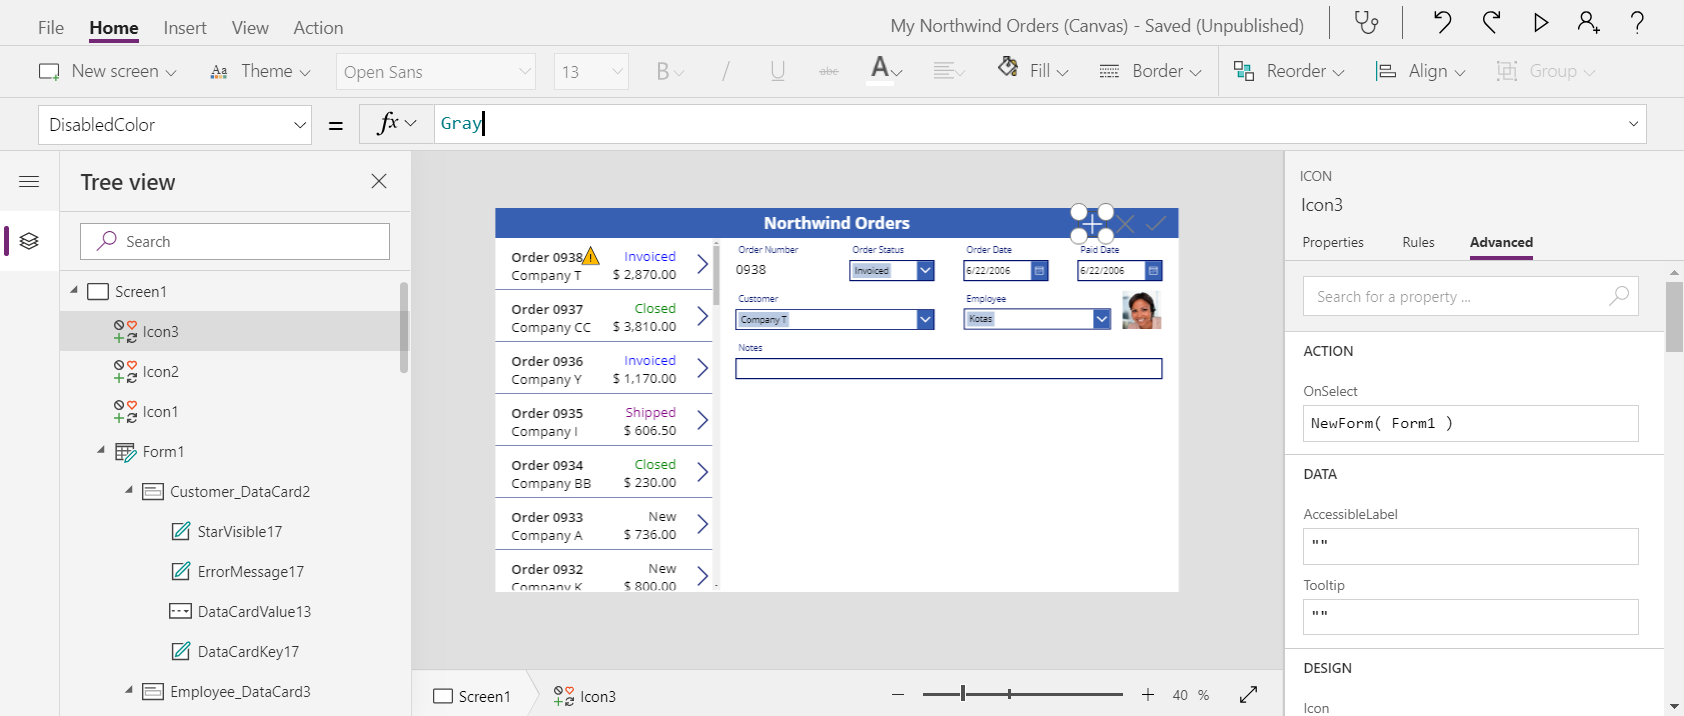 File Home Insert View Action
My Northwind Orders (Canvas) - Saved (Unpublished)
New screen Aa Theme Open Sans 13 B / U abc A Fill Border Reorder Align Group
DisabledColor = fx Gray
Tree view
Search
Screen1
Icon3
Icon2
Icon1
Form1
Customer_DataCard2
StarVisible17
ErrorMessage17
DataCardValue13
DataCardKey17
Employee_DataCard3
Northwind Orders
Order 0938 Invoiced
Company T $ 2,870.00
Order 0937 Closed
Company CC $ 3,810.00
Order 0936 Invoiced
Company Y $ 1,170.00
Order 0935 Shipped
Company I $ 606.50
Order 0934 Closed
Company BB $ 230.00
Order 0933 New
Company A $ 736.00
Order 0932 New
Company K $ 800.00
Order Number Order Status Order Date Paid Date
0938 Invoiced 6/22/2006 6/22/2006
Customer Employee
Company T Kotas
Notes
Screen1 Icon3
40 %
ICON
Icon3
Properties Rules Advanced
Search for a property ...
ACTION
OnSelect
NewForm( Form1 )
DATA
AccessibleLabel
""
Tooltip
""
DESIGN
Icon